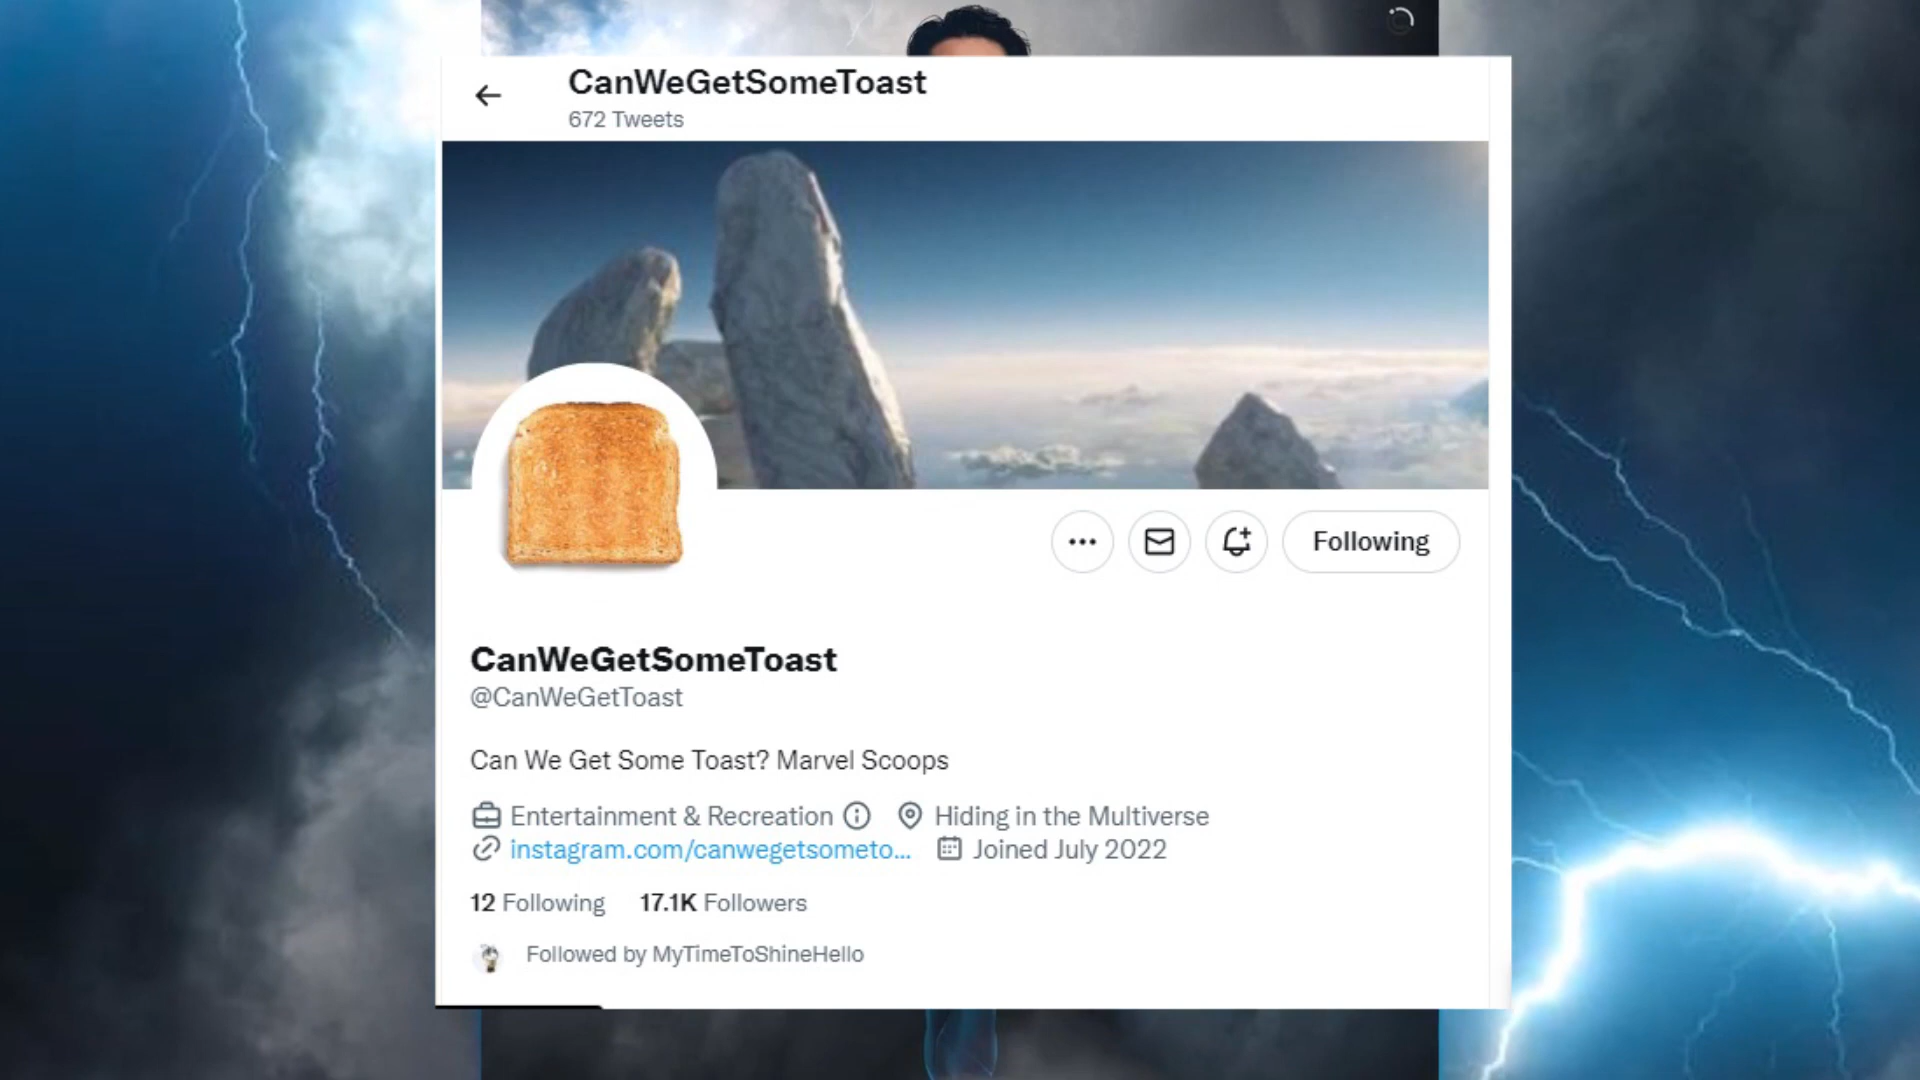 CanWeGetSomeToast
672 Tweets
Following
CanWeGetSomeToast
@CanWeGetToast
Can We Get Some Toast? Marvel Scoops
Entertainment & Recreation Hiding in the Multiverse
instagram.com/canwegetsometo... Joined July 2022
12 Following 17.1K Followers
Followed by MyTimeToShineHello